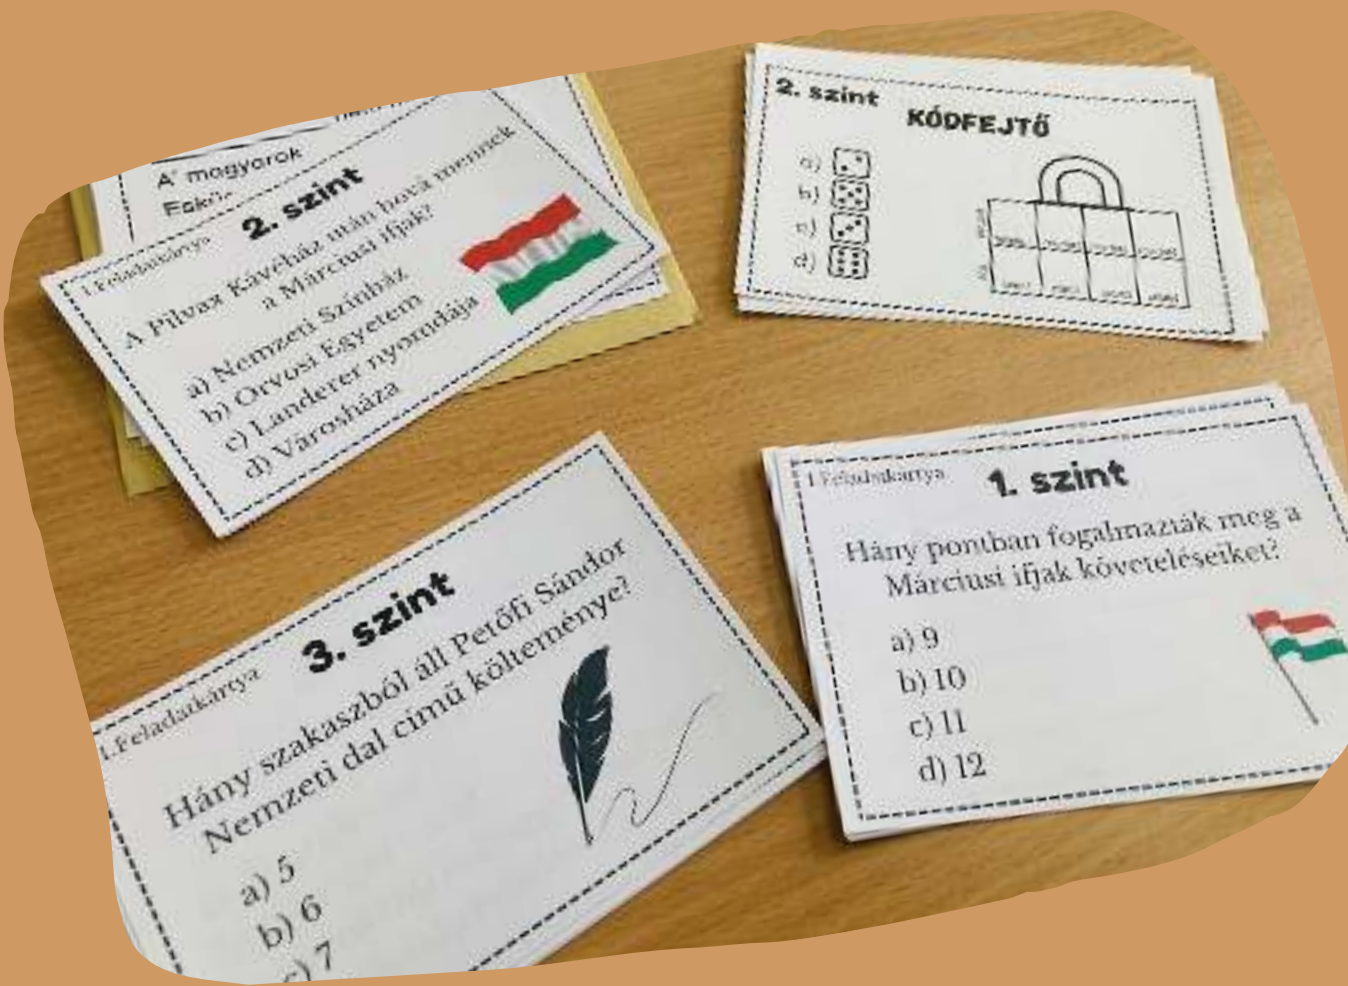 A' magyarok
1.Feladatkártya
2. szint
A Pilvax Kávéház után hová mennek
a Márciusi ifjak?
a) Nemzeti Színház
b) Orvosi Egyetem
c) Landerer nyomdája
d) Városháza
2. szint
KÓDFEJTŐ
a)
b)
c)
d)
1.Feladatkártya
3. szint
Hány szakaszból áll Petőfi Sándor
Nemzeti dal című költeménye?
a) 5
b) 6
c) 7
1.Feladatkártya
1. szint
Hány pontban fogalmazták meg a
Márciusi ifjak követeléseiket?
a) 9
b) 10
c) 11
d) 12